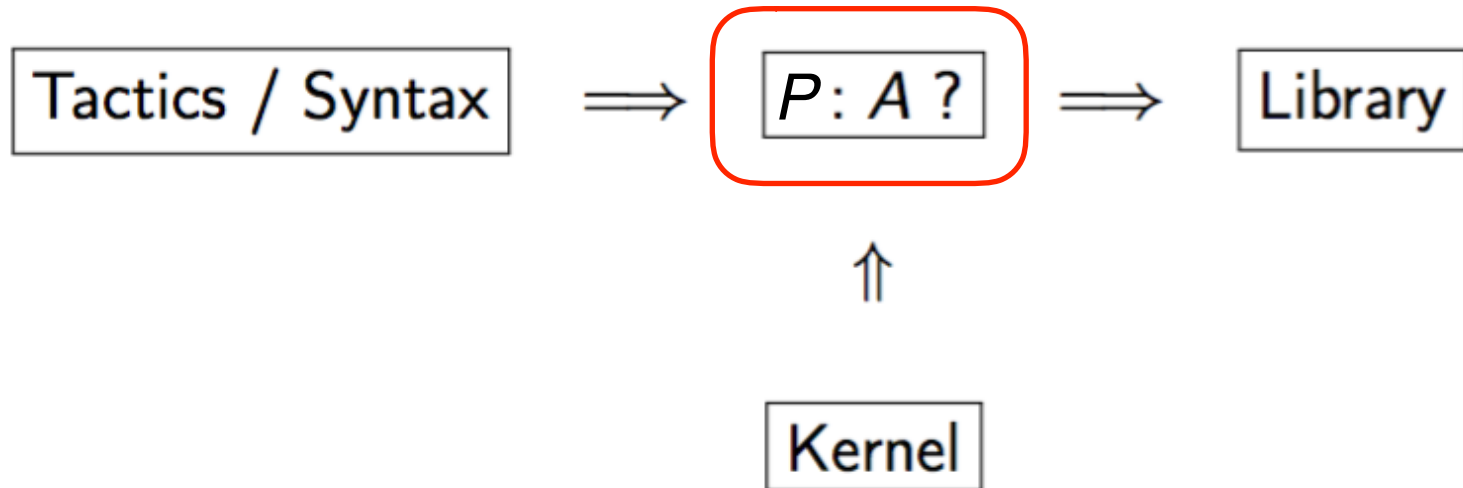 Tactics / Syntax ⟹ P : A ? ⟹ Library
⇑
Kernel